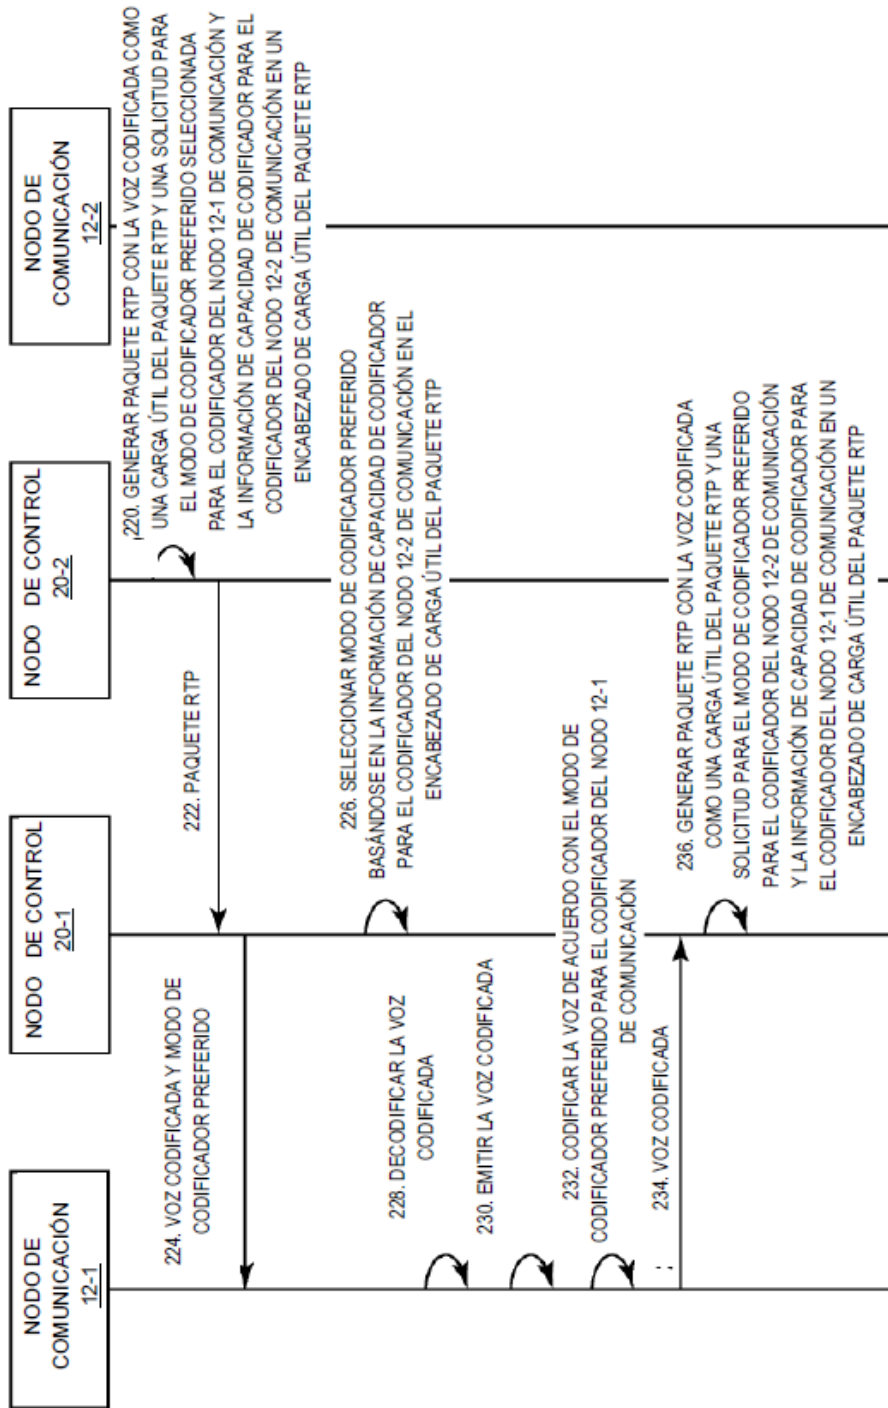 NODO DE
COMUNICACIÓN
12-1
NODO DE CONTROL
20-1
NODO DE CONTROL
20-2
NODO DE
COMUNICACIÓN
12-2
220. GENERAR PAQUETE RTP CON LA VOZ CODIFICADA COMO
UNA CARGA ÚTIL DEL PAQUETE RTP Y UNA SOLICITUD PARA
EL MODO DE CODIFICADOR PREFERIDO SELECCIONADA
PARA EL CODIFICADOR DEL NODO 12-1 DE COMUNICACIÓN Y
LA INFORMACIÓN DE CAPACIDAD DE CODIFICADOR PARA EL
CODIFICADOR DEL NODO 12-2 DE COMUNICACIÓN EN UN
ENCABEZADO DE CARGA ÚTIL DEL PAQUETE RTP
222. PAQUETE RTP
224. VOZ CODIFICADA Y MODO DE
CODIFICADOR PREFERIDO
226. SELECCIONAR MODO DE CODIFICADOR PREFERIDO
BASÁNDOSE EN LA INFORMACIÓN DE CAPACIDAD DE CODIFICADOR
PARA EL CODIFICADOR DEL NODO 12-2 DE COMUNICACIÓN EN EL
ENCABEZADO DE CARGA ÚTIL DEL PAQUETE RTP
228. DECODIFICAR LA VOZ
CODIFICADA
230. EMITIR LA VOZ CODIFICADA
232. CODIFICAR LA VOZ DE ACUERDO CON EL MODO DE
CODIFICADOR PREFERIDO PARA EL CODIFICADOR DEL NODO 12-1
DE COMUNICACIÓN
234. VOZ CODIFICADA
236. GENERAR PAQUETE RTP CON LA VOZ CODIFICADA
COMO UNA CARGA ÚTIL DEL PAQUETE RTP Y UNA
SOLICITUD PARA EL MODO DE CODIFICADOR PREFERIDO
PARA EL CODIFICADOR DEL NODO 12-2 DE COMUNICACIÓN
Y LA INFORMACIÓN DE CAPACIDAD DE CODIFICADOR PARA
EL CODIFICADOR DEL NODO 12-1 DE COMUNICACIÓN EN UN
ENCABEZADO DE CARGA ÚTIL DEL PAQUETE RTP